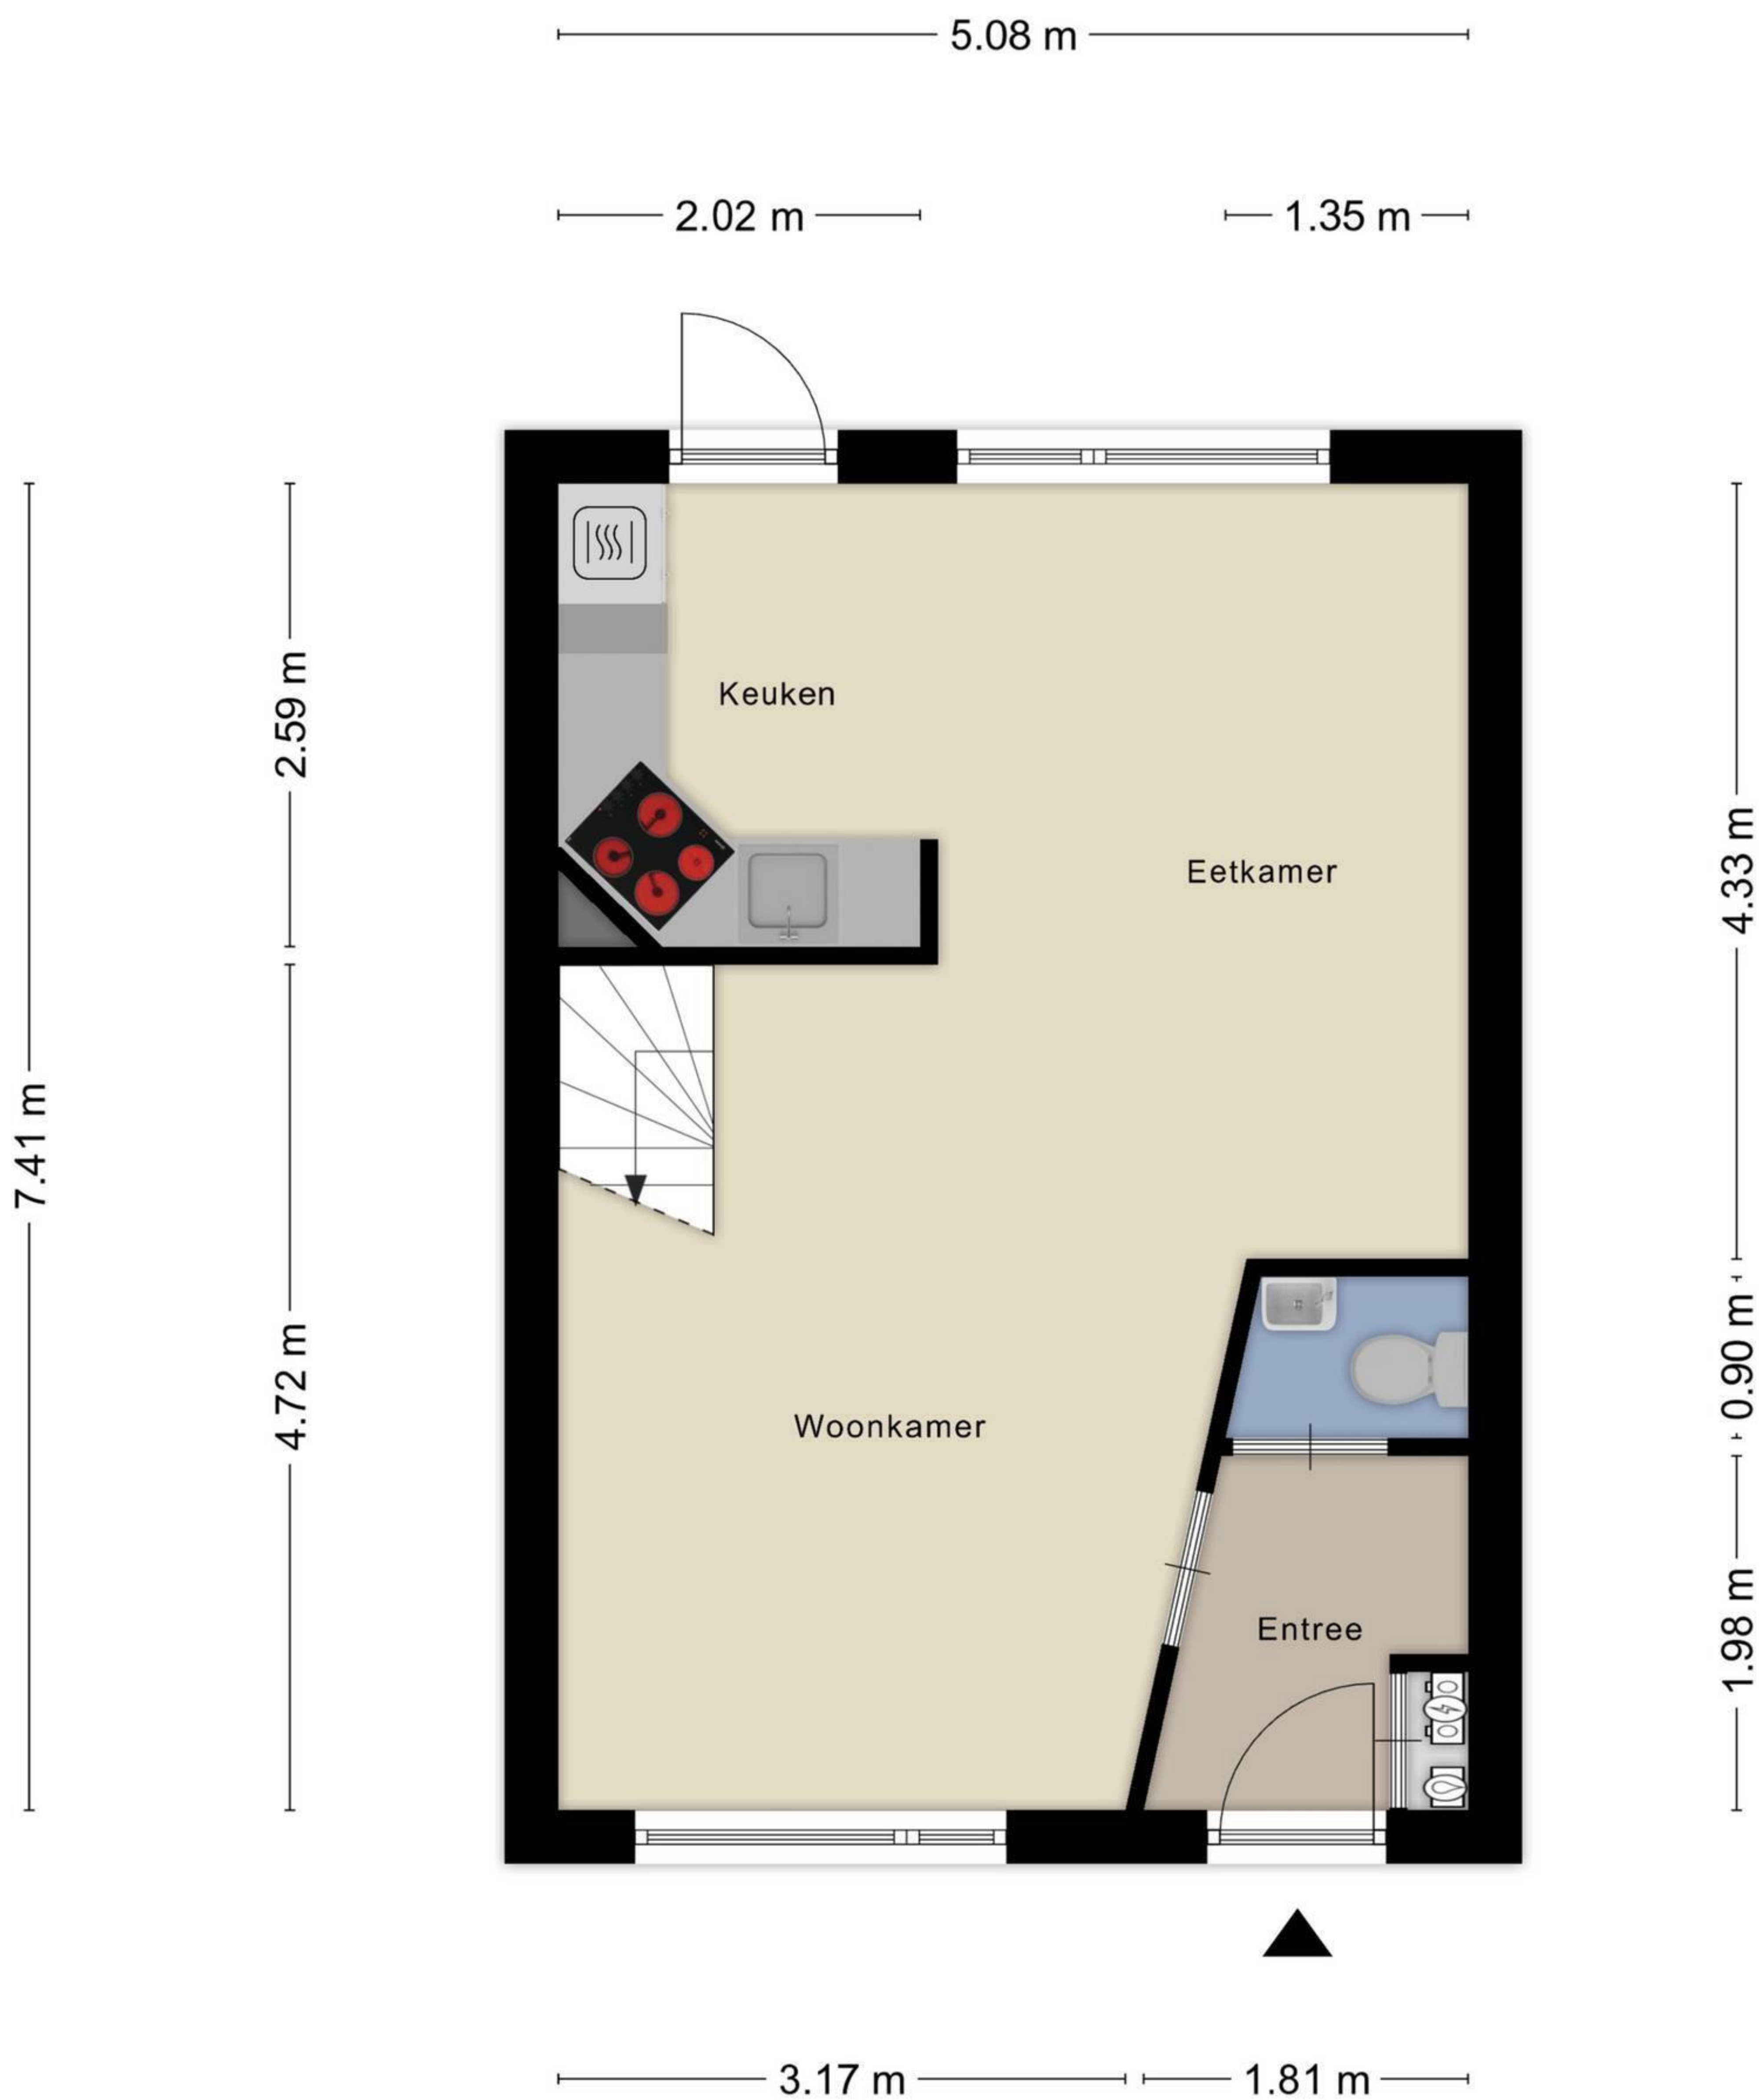 5.08 m
2.02 m
1.35 m
2.59 m
Keuken
Eetkamer
4.33 m
7.41 m
4.72 m
0.90 m
Woonkamer
Entree
1.98 m
3.17 m
1.81 m